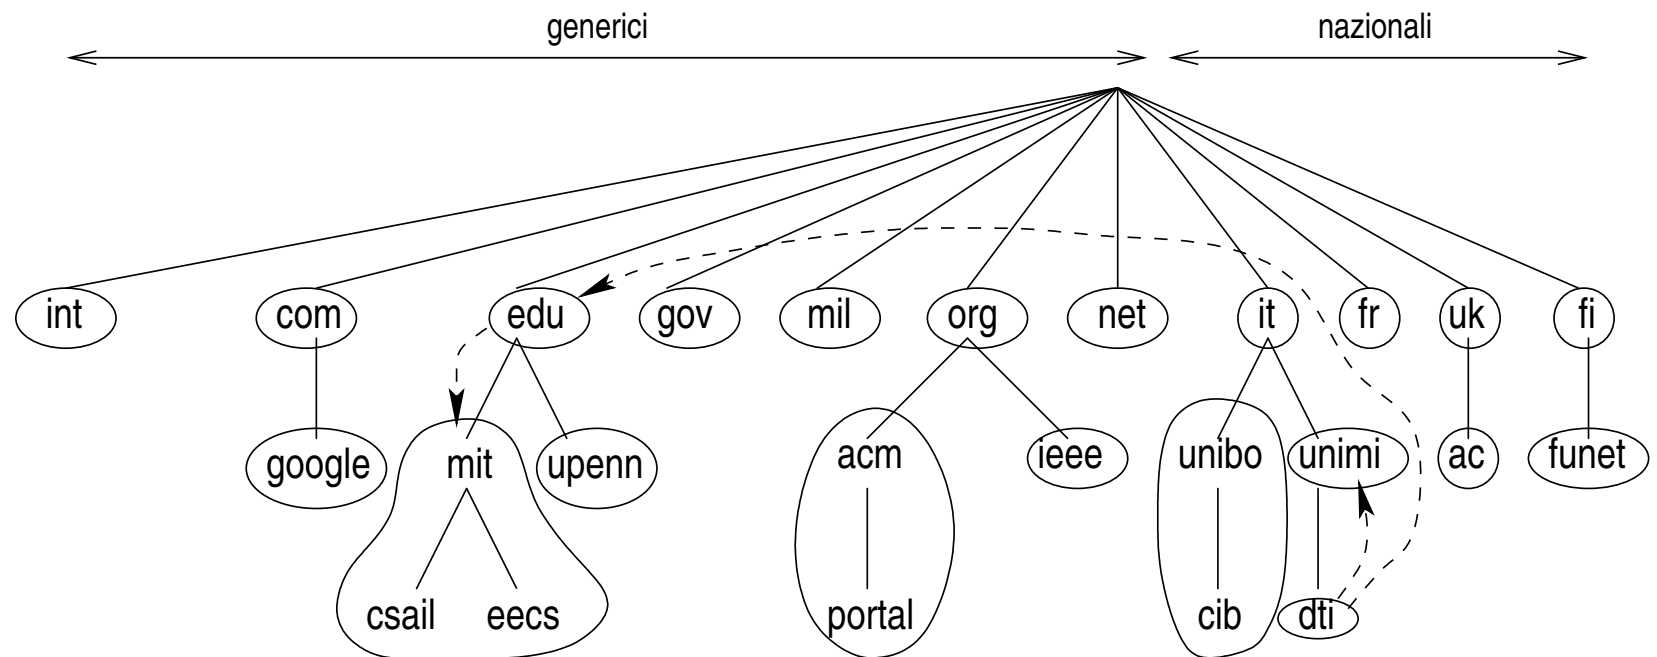 generici nazionali
int com edu gov mil org net it fr uk fi
google mit upenn acm ieee unibo unimi ac funet
csail eecs portal cib dti